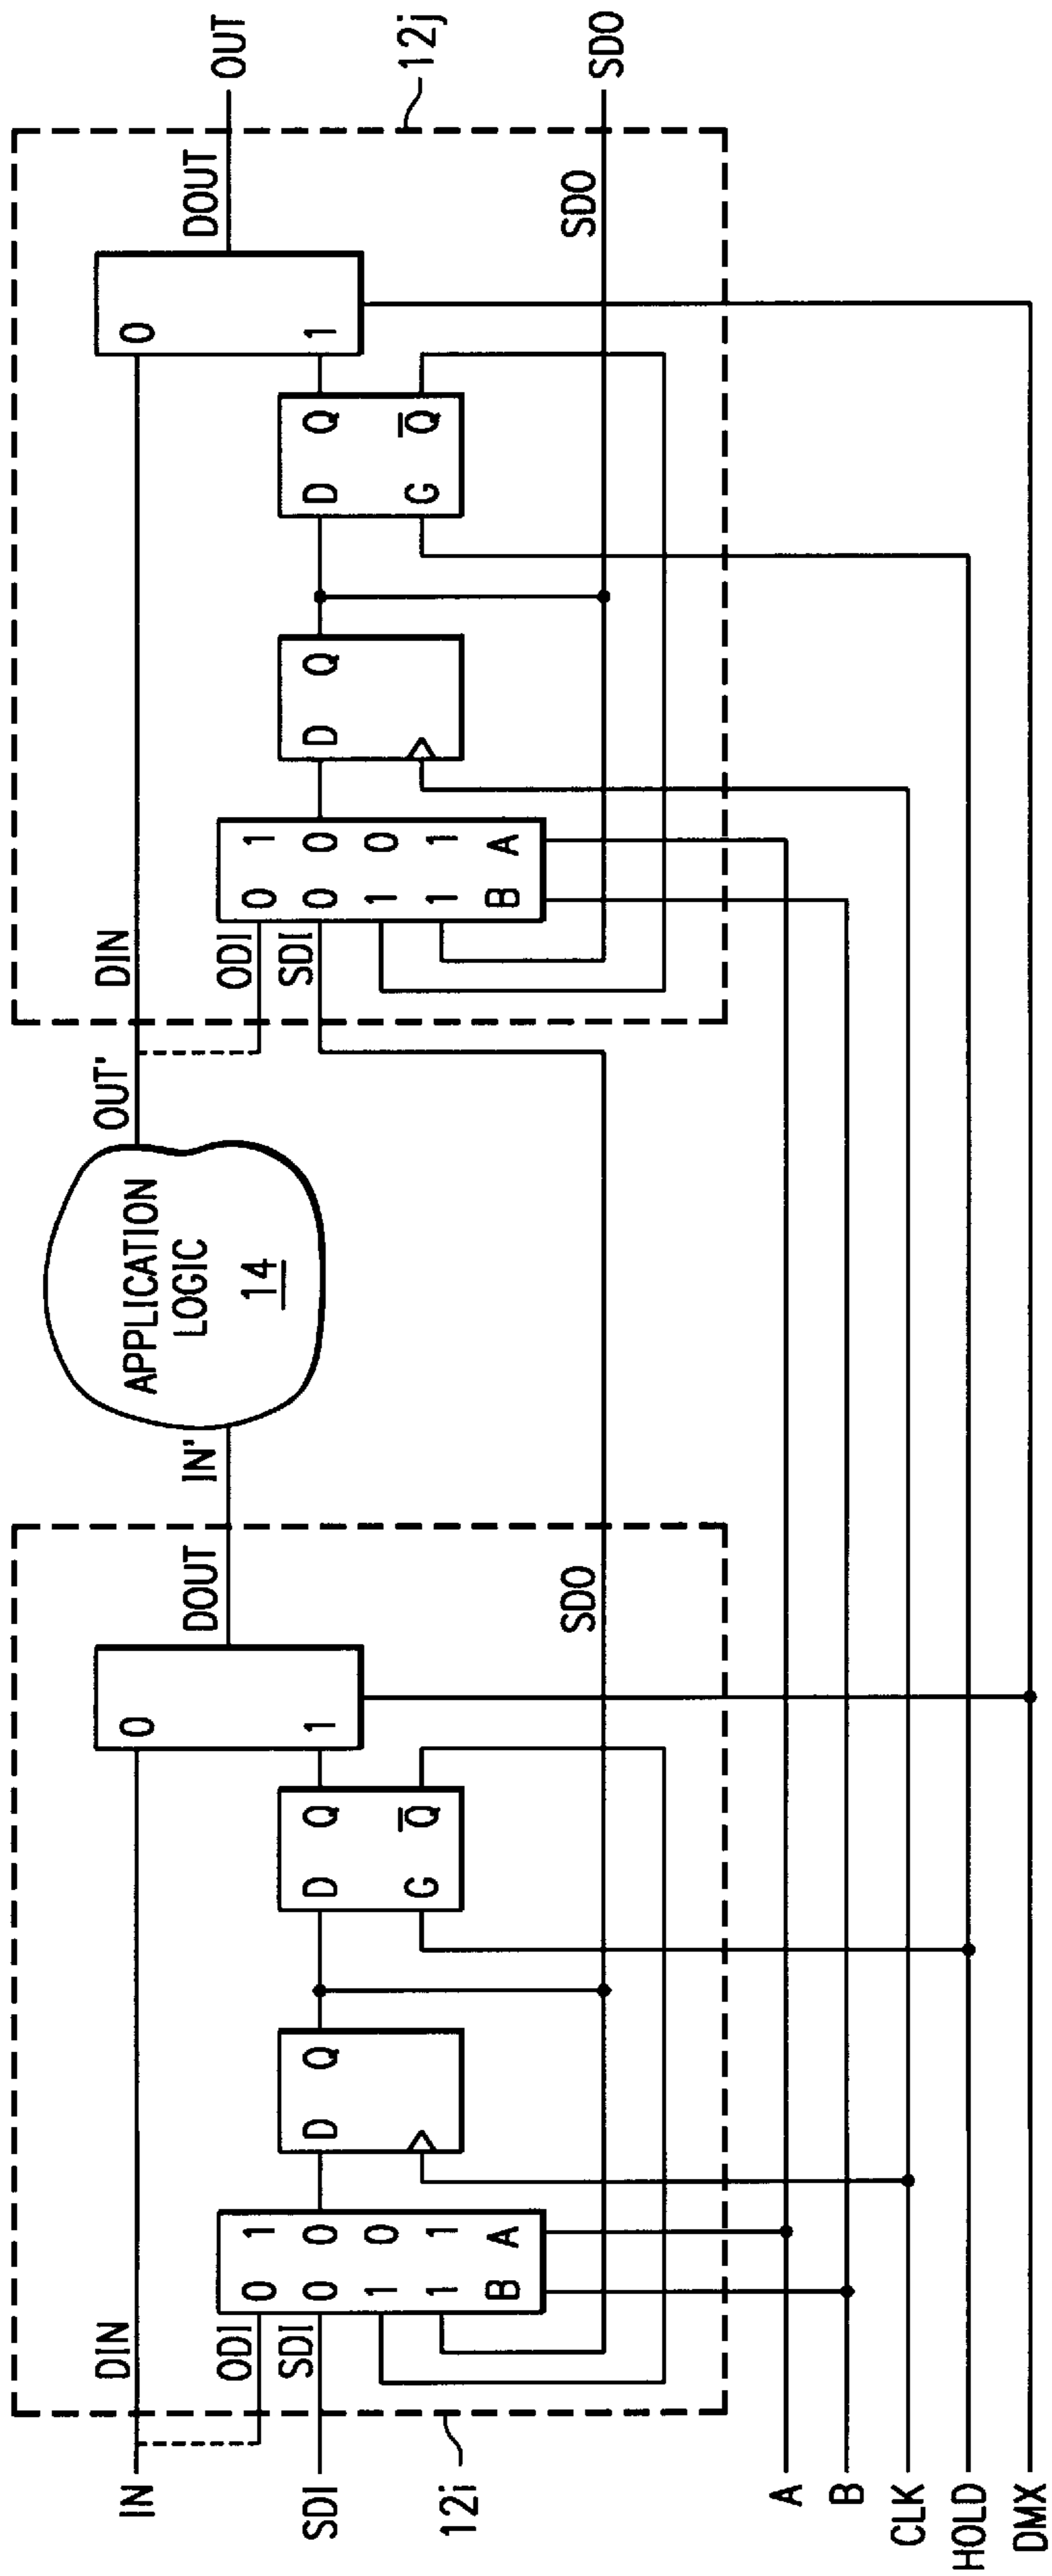 IN
DIN
ODI
SDI
SDI
12i
0 1
0 0
1 0
1 1
B A
D Q
D Q
G Q̅
0
1
DOUT
SDO
IN'
APPLICATION
LOGIC
14
OUT'
DIN
ODI
SDI
0 1
0 0
1 0
1 1
B A
D Q
D Q
G Q̅
0
1
DOUT
SDO
OUT
12j
SDO
A
B
CLK
HOLD
DMX